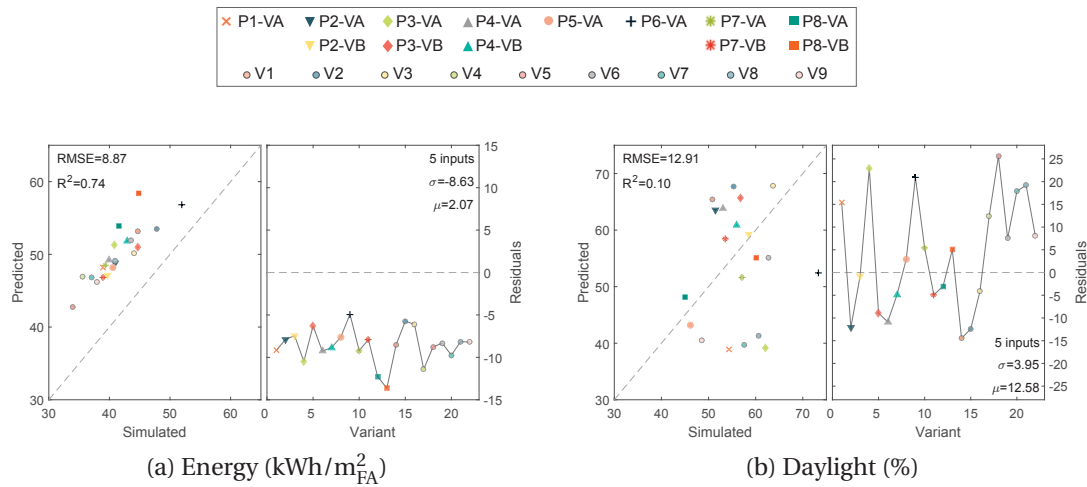 P1-VA P2-VA P3-VA P4-VA P5-VA P6-VA P7-VA P8-VA
P2-VB P3-VB P4-VB P7-VB P8-VB
V1 V2 V3 V4 V5 V6 V7 V8 V9
RMSE=8.87
R²=0.74
Predicted
60
50
40
30
30 40 50 60
Simulated
5 inputs
σ=-8.63
μ=2.07
15
10
5
0
-5
-10
-15
Residuals
0 5 10 15 20
Variant
(a) Energy (kWh/m²FA)
RMSE=12.91
R²=0.10
Predicted
70
60
50
40
30
30 40 50 60 70
Simulated
25
20
15
10
5
0
-5
-10
-15
-20
-25
Residuals
5 inputs
σ=3.95
μ=12.58
0 5 10 15 20
Variant
(b) Daylight (%)